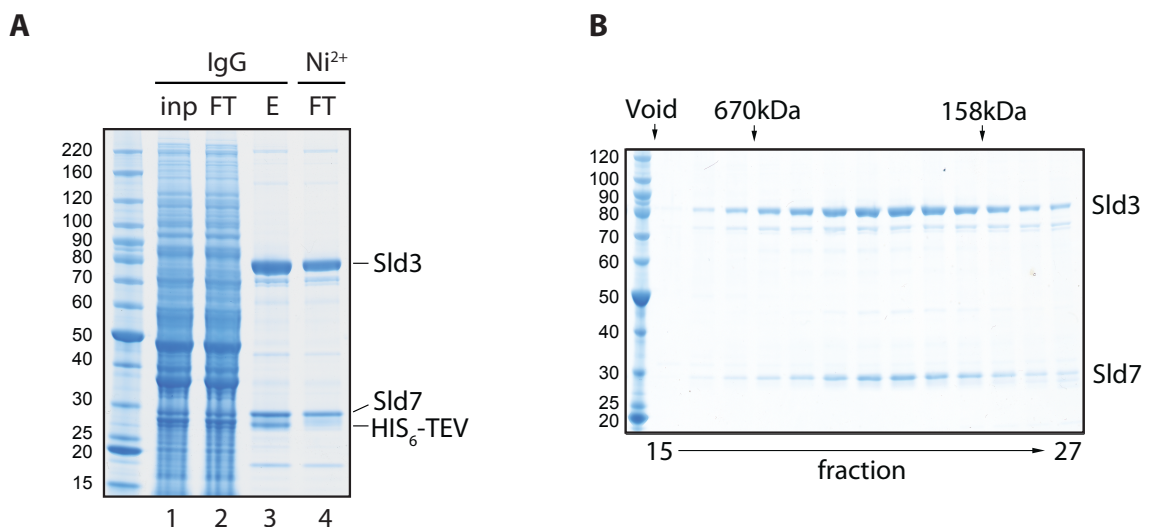 A
IgG Ni²⁺
inp FT E FT
220
160
120
100
90
80
70
60
50
40
30
25
20
15
Sld3
Sld7
HIS₆-TEV
1 2 3 4
B
Void 670kDa 158kDa
120
100
90
80
70
60
50
40
30
25
20
Sld3
Sld7
15 27
fraction